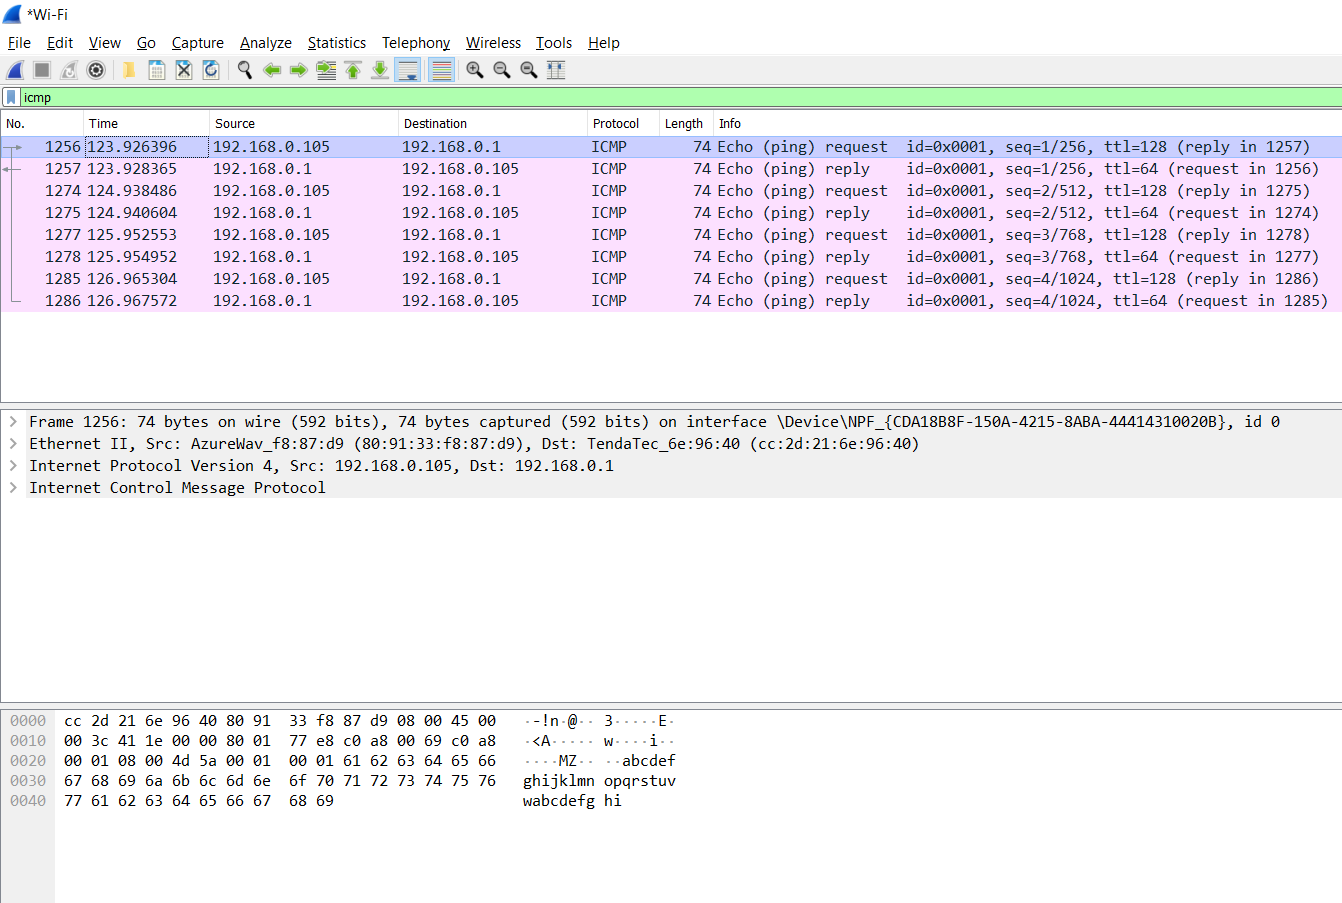 *Wi-Fi
File Edit View Go Capture Analyze Statistics Telephony Wireless Tools Help
icmp
No. Time Source Destination Protocol Length Info
1256 123.926396 192.168.0.105 192.168.0.1 ICMP 74 Echo (ping) request id=0x0001, seq=1/256, ttl=128 (reply in 1257)
1257 123.928365 192.168.0.1 192.168.0.105 ICMP 74 Echo (ping) reply id=0x0001, seq=1/256, ttl=64 (request in 1256)
1274 124.938486 192.168.0.105 192.168.0.1 ICMP 74 Echo (ping) request id=0x0001, seq=2/512, ttl=128 (reply in 1275)
1275 124.940604 192.168.0.1 192.168.0.105 ICMP 74 Echo (ping) reply id=0x0001, seq=2/512, ttl=64 (request in 1274)
1277 125.952553 192.168.0.105 192.168.0.1 ICMP 74 Echo (ping) request id=0x0001, seq=3/768, ttl=128 (reply in 1278)
1278 125.954952 192.168.0.1 192.168.0.105 ICMP 74 Echo (ping) reply id=0x0001, seq=3/768, ttl=64 (request in 1277)
1285 126.965304 192.168.0.105 192.168.0.1 ICMP 74 Echo (ping) request id=0x0001, seq=4/1024, ttl=128 (reply in 1286)
1286 126.967572 192.168.0.1 192.168.0.105 ICMP 74 Echo (ping) reply id=0x0001, seq=4/1024, ttl=64 (request in 1285)
Frame 1256: 74 bytes on wire (592 bits), 74 bytes captured (592 bits) on interface \Device\NPF_{CDA18B8F-150A-4215-8ABA-44414310020B}, id 0
Ethernet II, Src: AzureWav_f8:87:d9 (80:91:33:f8:87:d9), Dst: TendaTec_6e:96:40 (cc:2d:21:6e:96:40)
Internet Protocol Version 4, Src: 192.168.0.105, Dst: 192.168.0.1
Internet Control Message Protocol
0000 cc 2d 21 6e 96 40 80 91 33 f8 87 d9 08 00 45 00 ·-!n·@·· 3·····E·
0010 00 3c 41 1e 00 00 80 01 77 e8 c0 a8 00 69 c0 a8 ·<A····· w····i··
0020 00 01 08 00 4d 5a 00 01 00 01 61 62 63 64 65 66 ····MZ·· ··abcdef
0030 67 68 69 6a 6b 6c 6d 6e 6f 70 71 72 73 74 75 76 ghijklmn opqrstuv
0040 77 61 62 63 64 65 66 67 68 69 wabcdefg hi